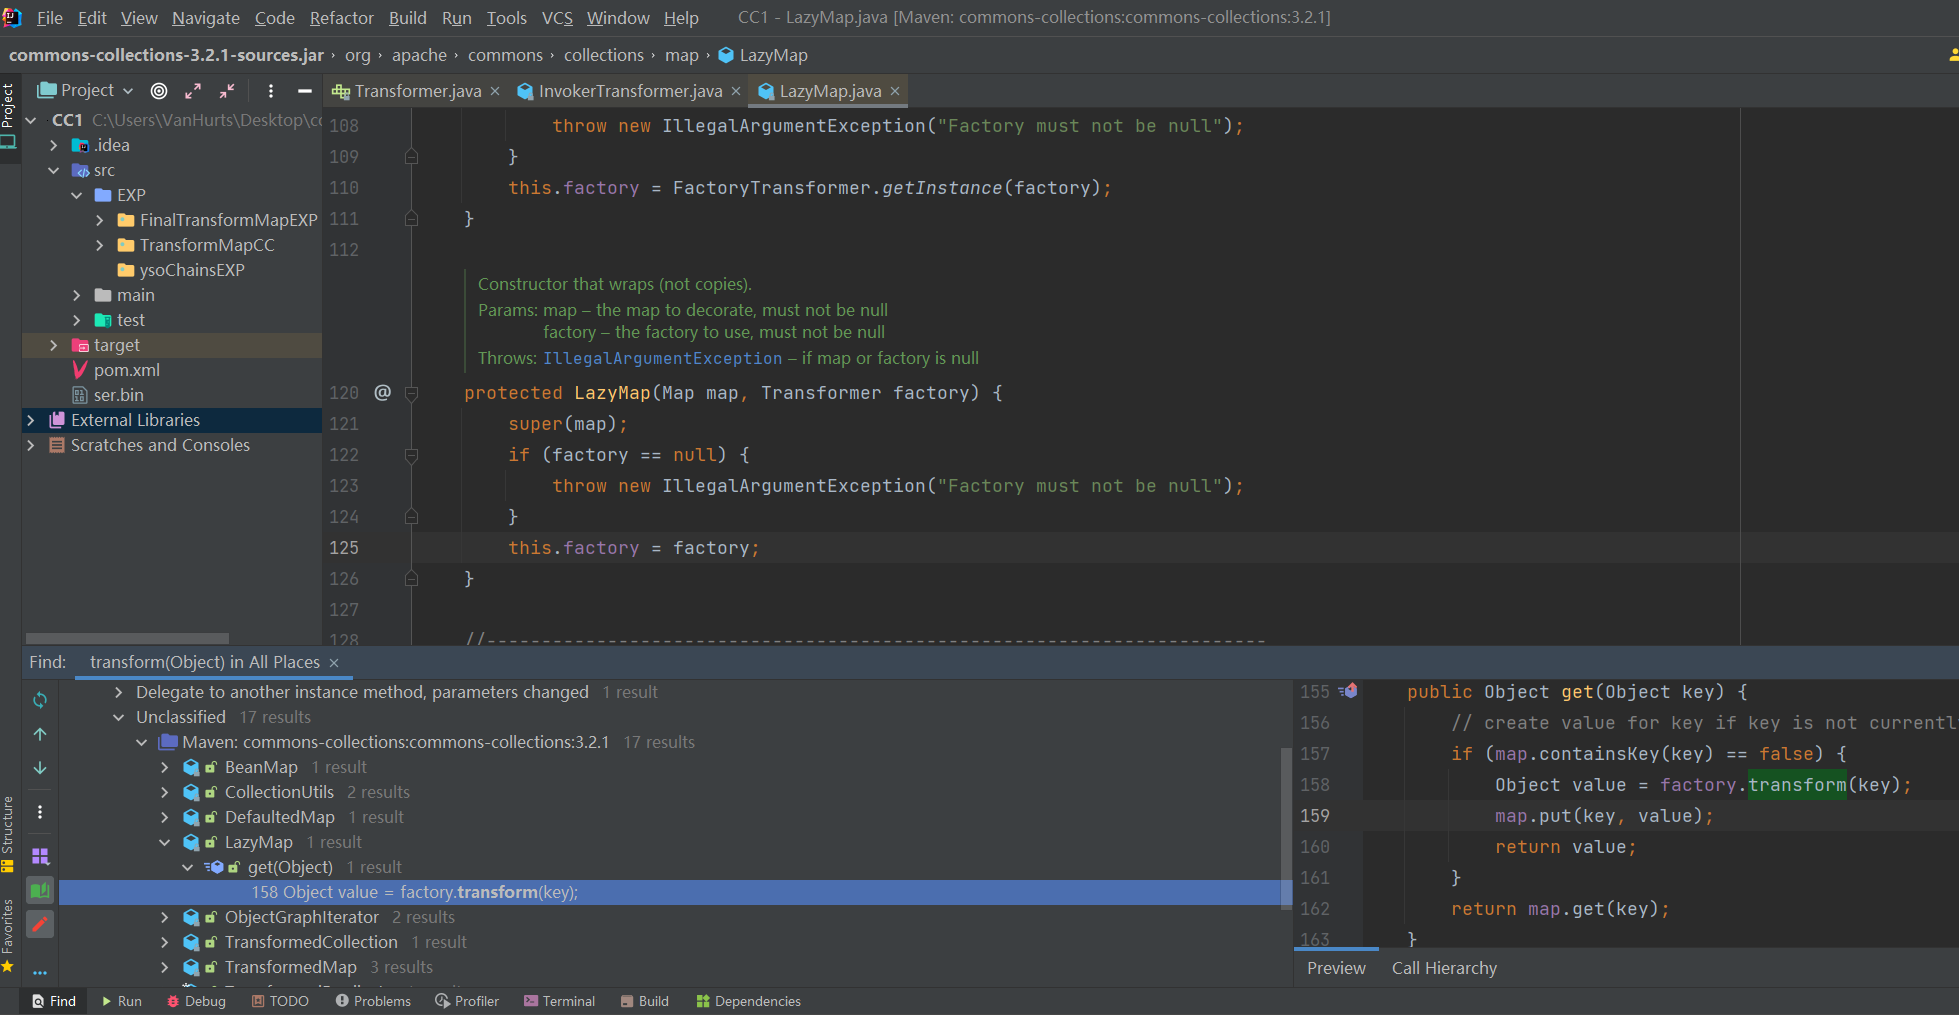 File Edit View Navigate Code Refactor Build Run Tools VCS Window Help CC1 - LazyMap.java [Maven: commons-collections:commons-collections:3.2.1]
commons-collections-3.2.1-sources.jar › org › apache › commons › collections › map › LazyMap
Project
Project
CC1 C:\Users\VanHurts\Desktop\cc
.idea
src
EXP
FinalTransformMapEXP
TransformMapCC
ysoChainsEXP
main
test
target
pom.xml
ser.bin
External Libraries
Scratches and Consoles
Transformer.java × InvokerTransformer.java × LazyMap.java ×
108 throw new IllegalArgumentException("Factory must not be null");
109 }
110 this.factory = FactoryTransformer.getInstance(factory);
111 }
112
Constructor that wraps (not copies).
Params: map – the map to decorate, must not be null
factory – the factory to use, must not be null
Throws: IllegalArgumentException – if map or factory is null
120 @ protected LazyMap(Map map, Transformer factory) {
121 super(map);
122 if (factory == null) {
123 throw new IllegalArgumentException("Factory must not be null");
124 }
125 this.factory = factory;
126 }
127
128 //-----------------------------------------------------------------------
Find: transform(Object) in All Places ×
Delegate to another instance method, parameters changed 1 result
Unclassified 17 results
Maven: commons-collections:commons-collections:3.2.1 17 results
BeanMap 1 result
CollectionUtils 2 results
DefaultedMap 1 result
LazyMap 1 result
get(Object) 1 result
158 Object value = factory.transform(key);
ObjectGraphIterator 2 results
TransformedCollection 1 result
TransformedMap 3 results
155 public Object get(Object key) {
156 // create value for key if key is not currently
157 if (map.containsKey(key) == false) {
158 Object value = factory.transform(key);
159 map.put(key, value);
160 return value;
161 }
162 return map.get(key);
163 }
Preview Call Hierarchy
Structure
Favorites
Find Run Debug TODO Problems Profiler Terminal Build Dependencies